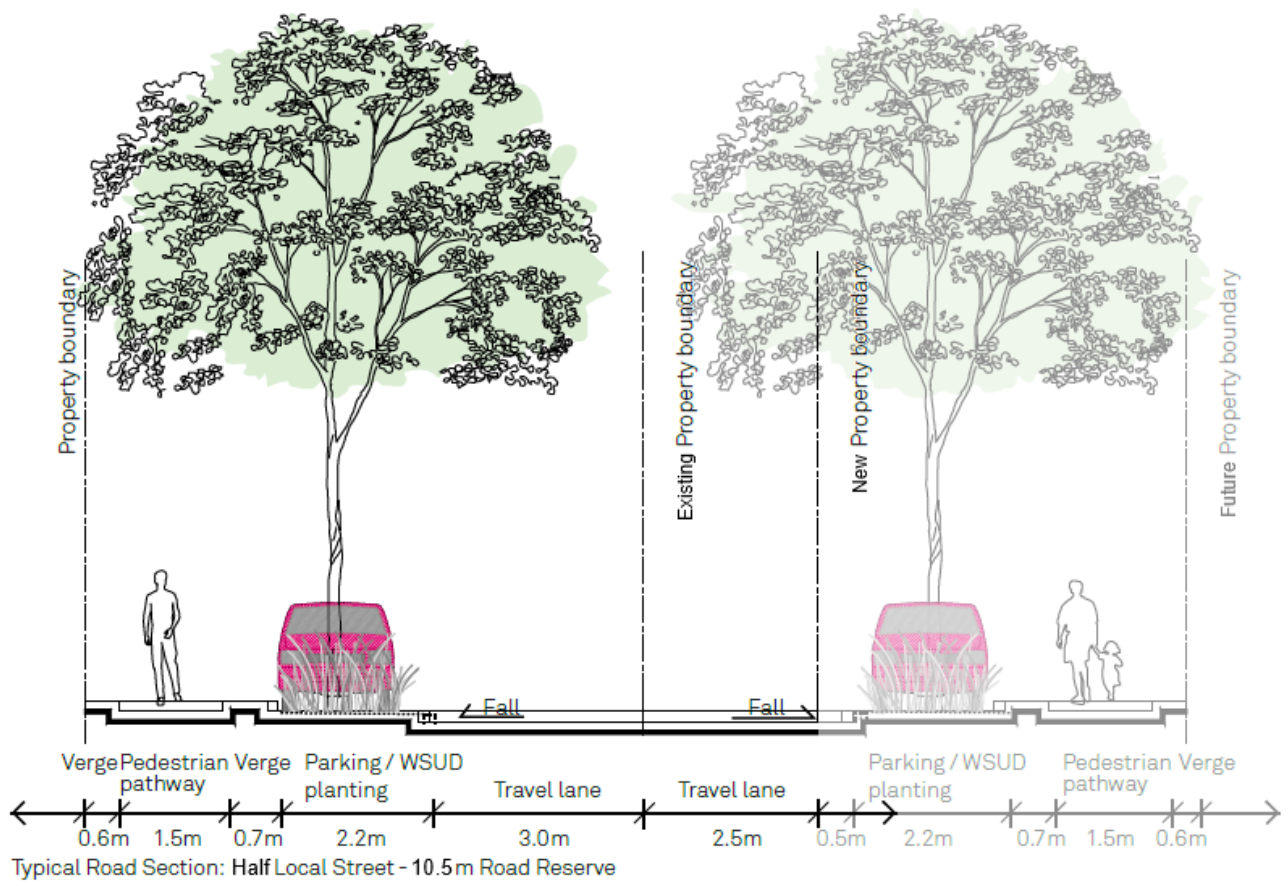 Property boundary
Existing Property boundary
New Property boundary
Future Property boundary
Fall
Fall
Verge Pedestrian Verge Parking / WSUD Parking / WSUD Pedestrian Verge
pathway planting Travel lane Travel lane planting pathway
0.6m 1.5m 0.7m 2.2m 3.0m 2.5m 0.5m 2.2m 0.7m 1.5m 0.6m
Typical Road Section: Half Local Street - 10.5m Road Reserve